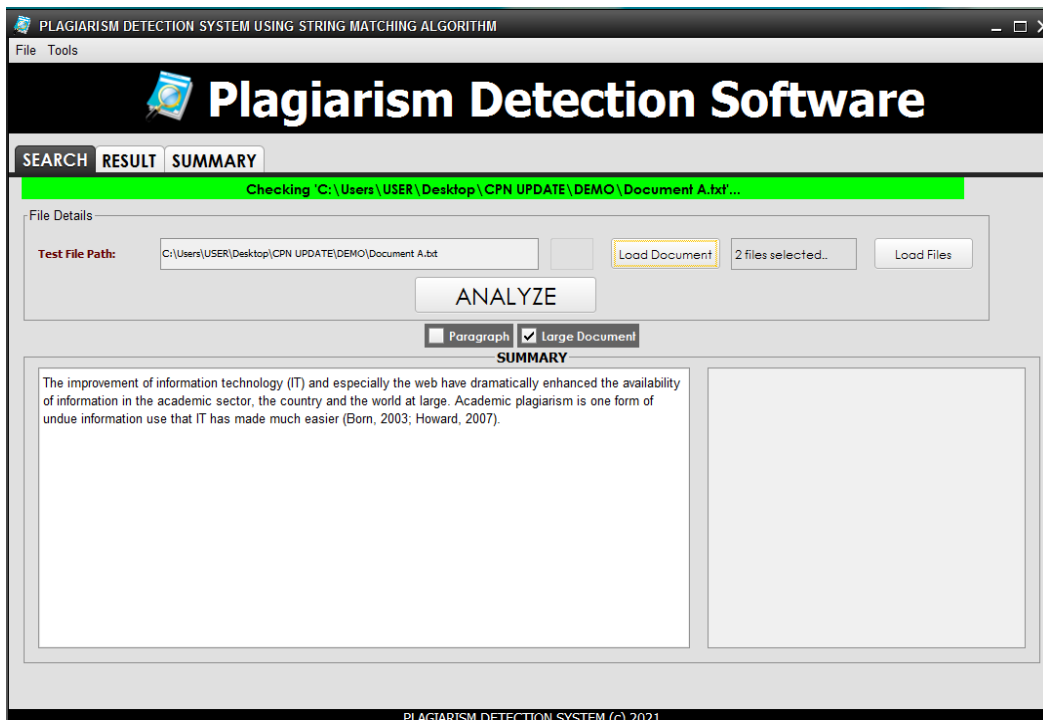 PLAGIARISM DETECTION SYSTEM USING STRING MATCHING ALGORITHM
File Tools
Plagiarism Detection Software
SEARCH RESULT SUMMARY
Checking 'C:\Users\USER\Desktop\CPN UPDATE\DEMO\Document A.txt'...
File Details
Test File Path: C:\Users\USER\Desktop\CPN UPDATE\DEMO\Document A.txt Load Document 2 files selected.. Load Files
ANALYZE
Paragraph Large Document
SUMMARY
The improvement of information technology (IT) and especially the web have dramatically enhanced the availability
of information in the academic sector, the country and the world at large. Academic plagiarism is one form of
undue information use that IT has made much easier (Born, 2003; Howard, 2007).
PLAGIARISM DETECTION SYSTEM (c) 2021